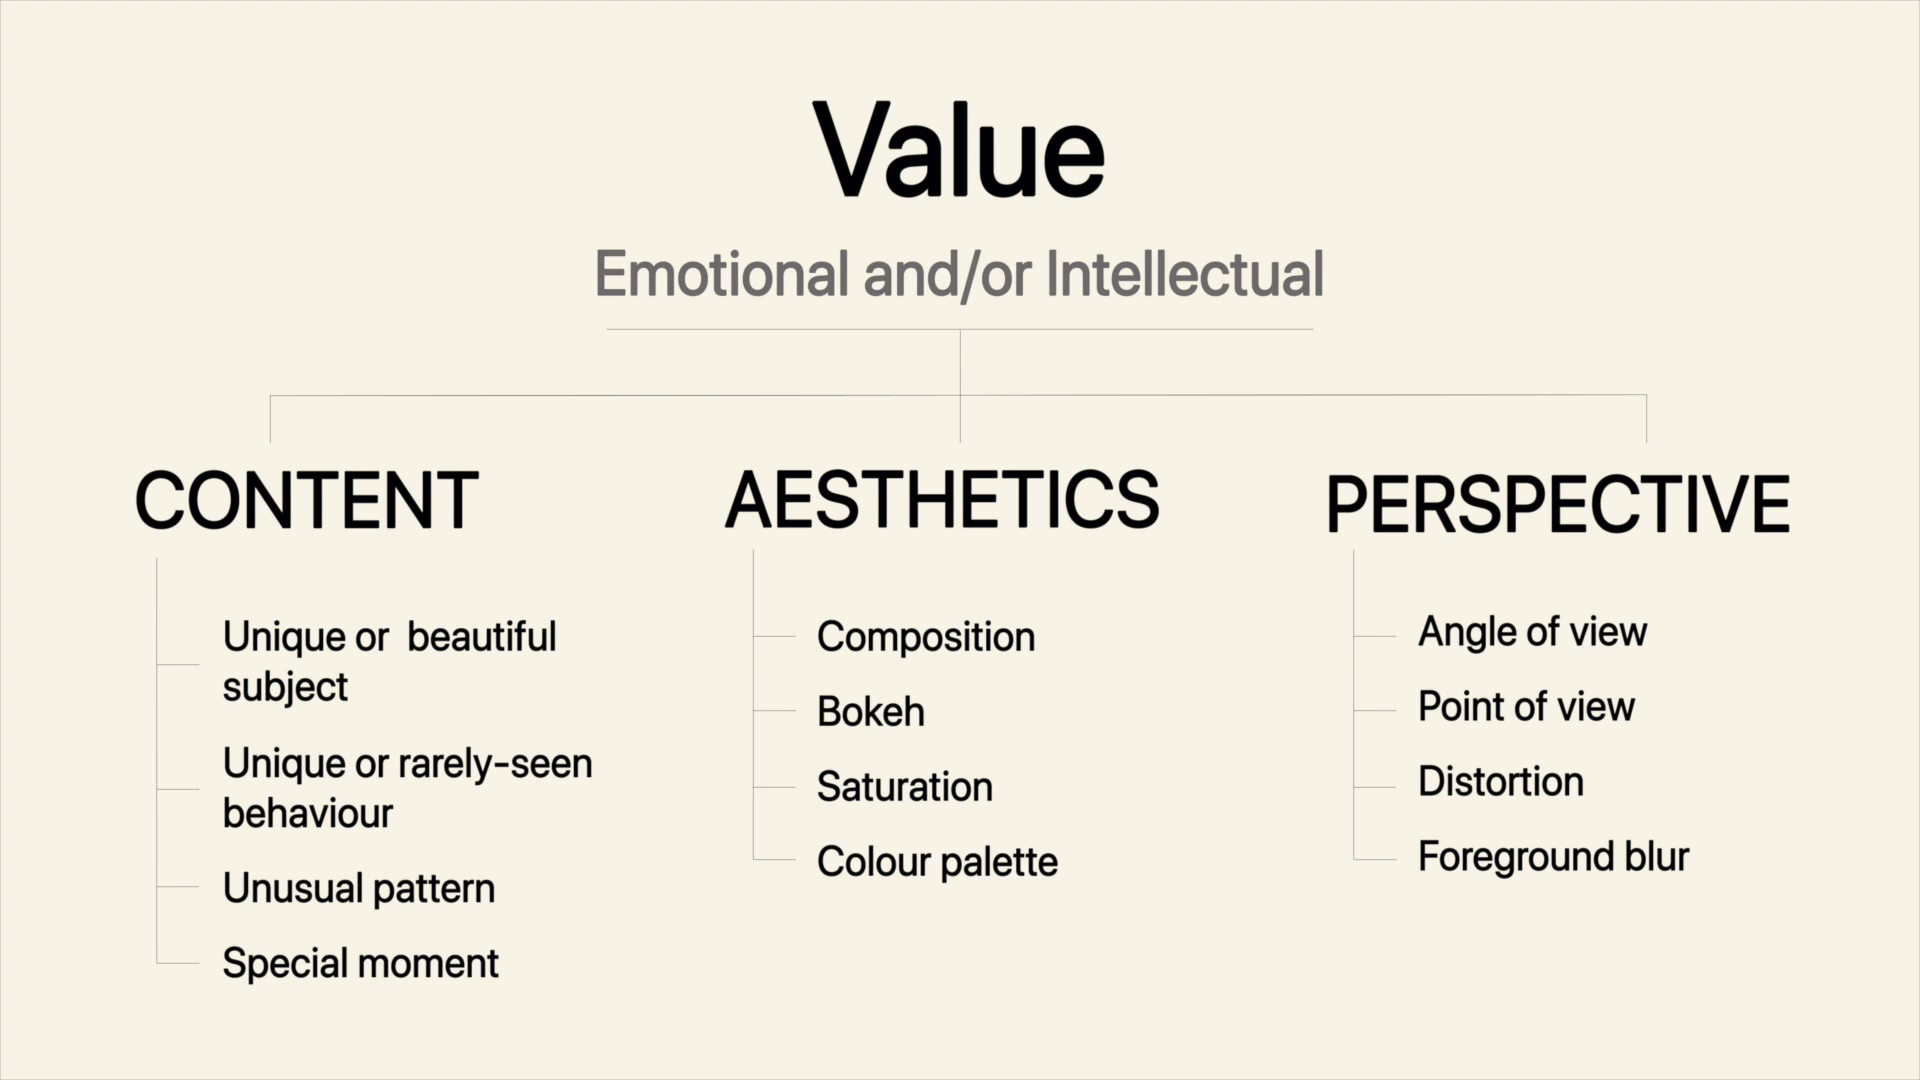 Value
Emotional and/or Intellectual
CONTENT
Unique or  beautiful
subject
Unique or rarely-seen
behaviour
Unusual pattern
Special moment
AESTHETICS
Composition
Bokeh
Saturation
Colour palette
PERSPECTIVE
Angle of view
Point of view
Distortion
Foreground blur